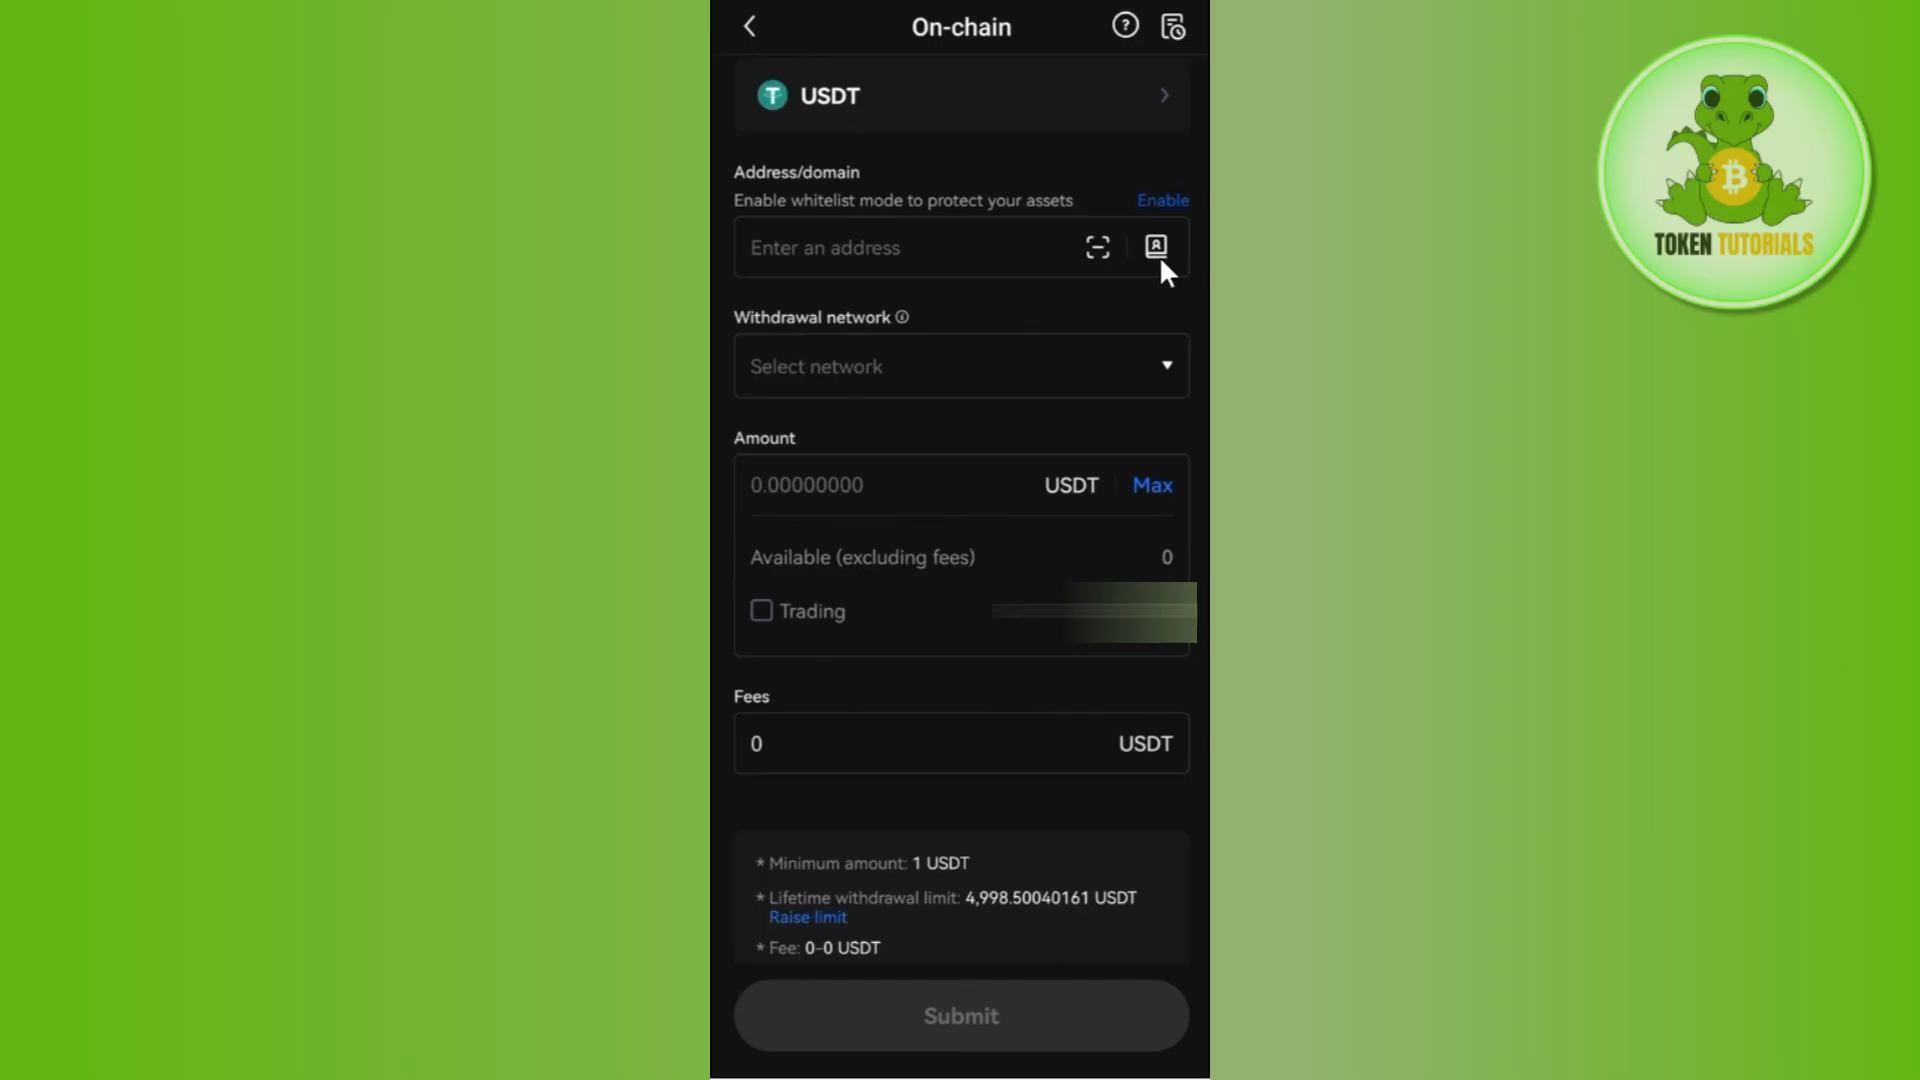 On-chain
USDT
Address/domain
Enable whitelist mode to protect your assets Enable
Enter an address
Withdrawal network
Select network
Amount
0.00000000 USDT Max
Available (excluding fees) 0
Trading
Fees
0 USDT
* Minimum amount: 1 USDT
* Lifetime withdrawal limit: 4,998.50040161 USDT
Raise limit
* Fee: 0-0 USDT
Submit
TOKEN TUTORIALS